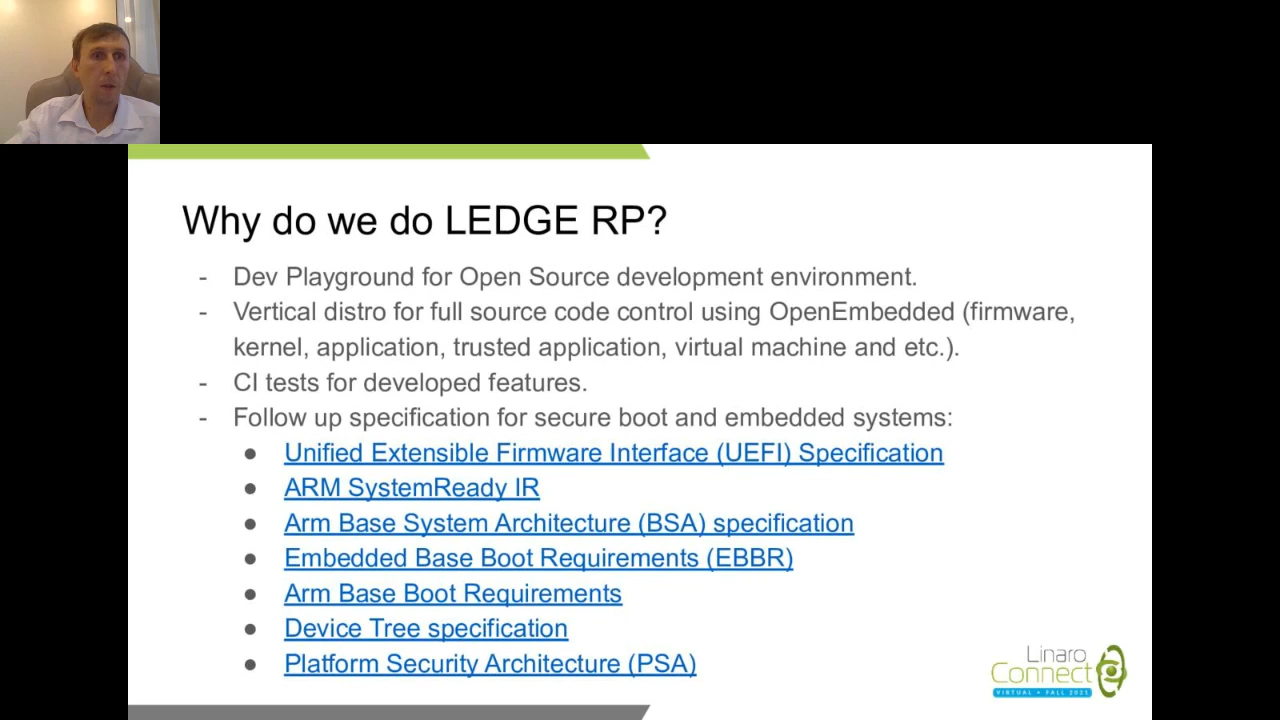 Why do we do LEDGE RP?
- Dev Playground for Open Source development environment.
- Vertical distro for full source code control using OpenEmbedded (firmware,
kernel, application, trusted application, virtual machine and etc.).
- CI tests for developed features.
- Follow up specification for secure boot and embedded systems:
● Unified Extensible Firmware Interface (UEFI) Specification
● ARM SystemReady IR
● Arm Base System Architecture (BSA) specification
● Embedded Base Boot Requirements (EBBR)
● Arm Base Boot Requirements
● Device Tree specification
● Platform Security Architecture (PSA)
Linaro
Connect
VIRTUAL • FALL 2021